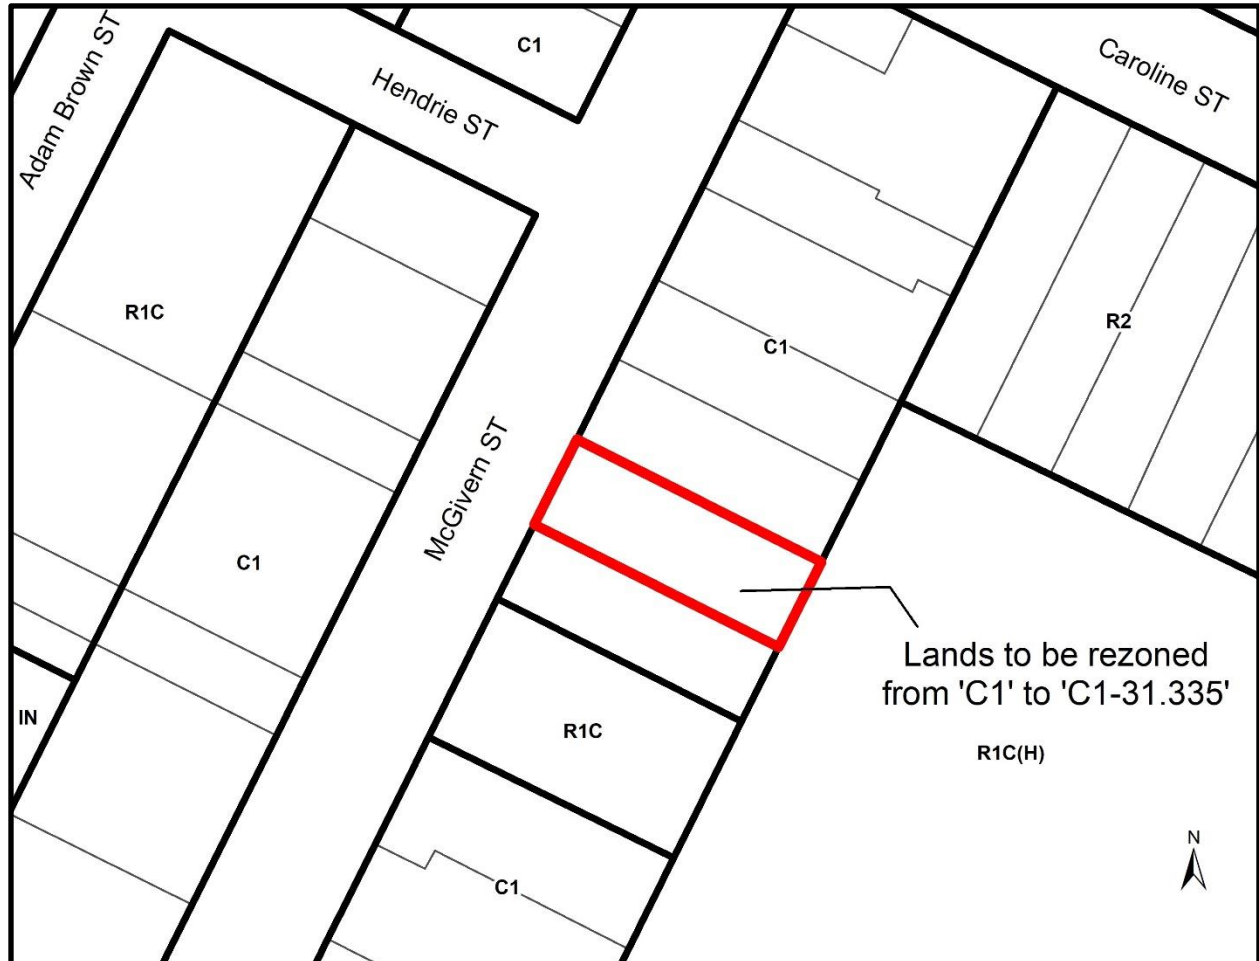 C1
Caroline ST
Hendrie ST
Adam Brown ST
R1C
R2
C1
McGivern ST
C1
Lands to be rezoned
from 'C1' to 'C1-31.335'
IN
R1C
R1C(H)
N
C1